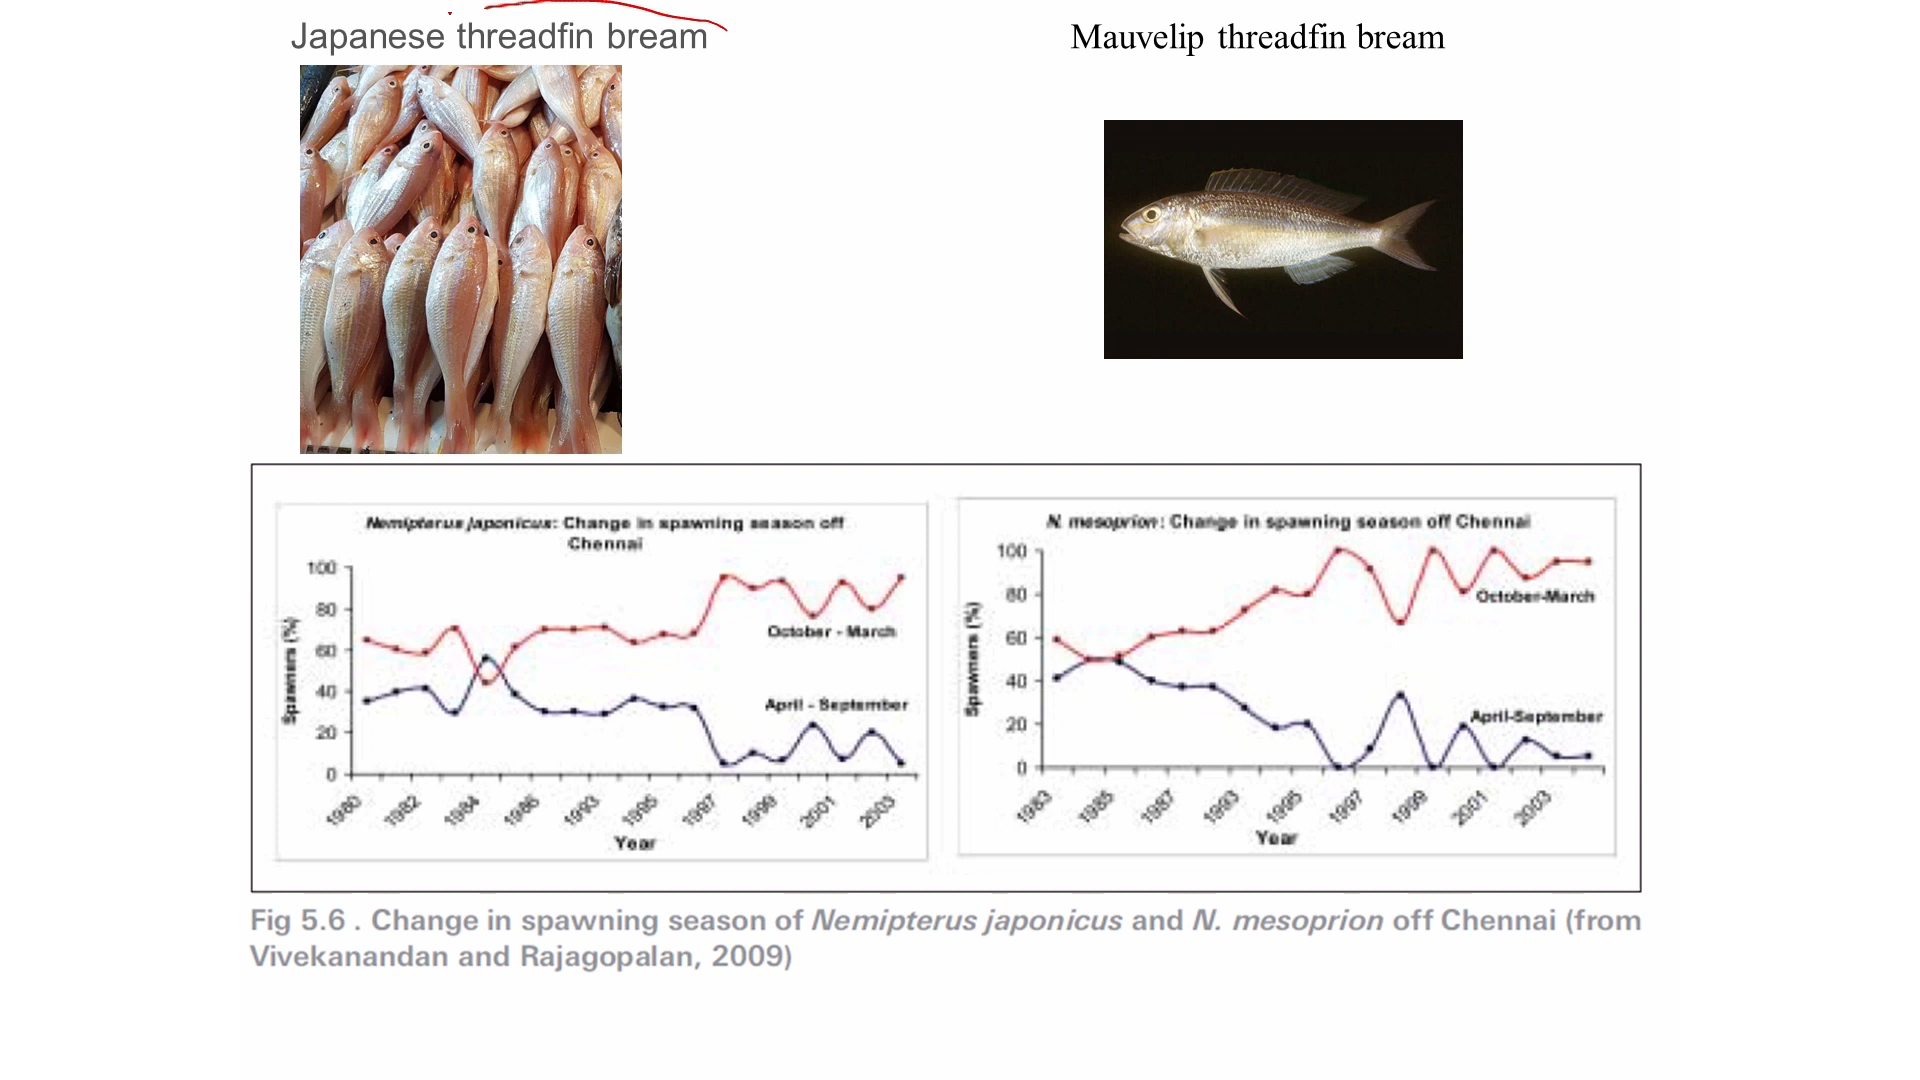 Japanese threadfin bream
Mauvelip threadfin bream
Nemipterus japonicus: Change in spawning season off
Chennai
100
80
60
40
20
0
Spawners (%)
October - March
April - September
1980
1982
1984
1986
1993
1995
1997
1999
2001
2003
Year
N. mesoprion: Change in spawning season off Chennai
100
80
60
40
20
0
Spawners (%)
October-March
April-September
1983
1985
1987
1993
1995
1997
1999
2001
2003
Year
Fig 5.6 . Change in spawning season of Nemipterus japonicus and N. mesoprion off Chennai (from
Vivekanandan and Rajagopalan, 2009)